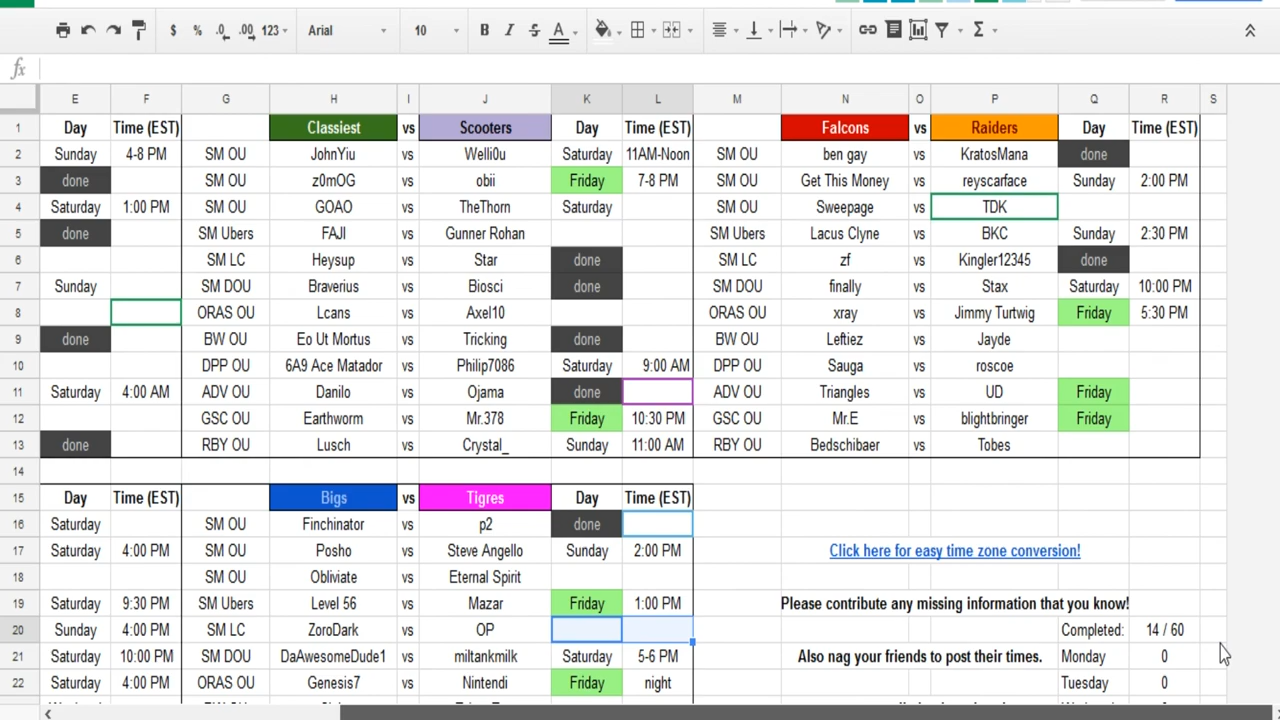 $ .0 .00 123 Arial 10 B I S A Σ
fx
E F G H I J K L M N O P Q R S
1 Day Time (EST) Classiest vs Scooters Day Time (EST) Falcons vs Raiders Day Time (EST)
2 Sunday 4-8 PM SM OU JohnYiu vs Welli0u Saturday 11AM-Noon SM OU ben gay vs KratosMana done
3 done SM OU z0mOG vs obii Friday 7-8 PM SM OU Get This Money vs reyscarface Sunday 2:00 PM
4 Saturday 1:00 PM SM OU GOAO vs TheThorn Saturday SM OU Sweepage vs TDK
5 done SM Ubers FAJI vs Gunner Rohan SM Ubers Lacus Clyne vs BKC Sunday 2:30 PM
6 SM LC Heysup vs Star done SM LC zf vs Kingler12345 done
7 Sunday SM DOU Braverius vs Biosci done SM DOU finally vs Stax Saturday 10:00 PM
8 ORAS OU Lcans vs Axel10 ORAS OU xray vs Jimmy Turtwig Friday 5:30 PM
9 done BW OU Eo Ut Mortus vs Tricking done BW OU Leftiez vs Jayde
10 DPP OU 6A9 Ace Matador vs Philip7086 Saturday 9:00 AM DPP OU Sauga vs roscoe
11 Saturday 4:00 AM ADV OU Danilo vs Ojama done ADV OU Triangles vs UD Friday
12 GSC OU Earthworm vs Mr.378 Friday 10:30 PM GSC OU Mr.E vs blightbringer Friday
13 done RBY OU Lusch vs Crystal_ Sunday 11:00 AM RBY OU Bedschibaer vs Tobes
14
15 Day Time (EST) Bigs vs Tigres Day Time (EST)
16 Saturday SM OU Finchinator vs p2 done
17 Saturday 4:00 PM SM OU Posho vs Steve Angello Sunday 2:00 PM Click here for easy time zone conversion!
18 SM OU Obliviate vs Eternal Spirit
19 Saturday 9:30 PM SM Ubers Level 56 vs Mazar Friday 1:00 PM Please contribute any missing information that you know!
20 Sunday 4:00 PM SM LC ZoroDark vs OP Completed: 14 / 60
21 Saturday 10:00 PM SM DOU DaAwesomeDude1 vs miltankmilk Saturday 5-6 PM Also nag your friends to post their times. Monday 0
22 Saturday 4:00 PM ORAS OU Genesis7 vs Nintendi Friday night Tuesday 0